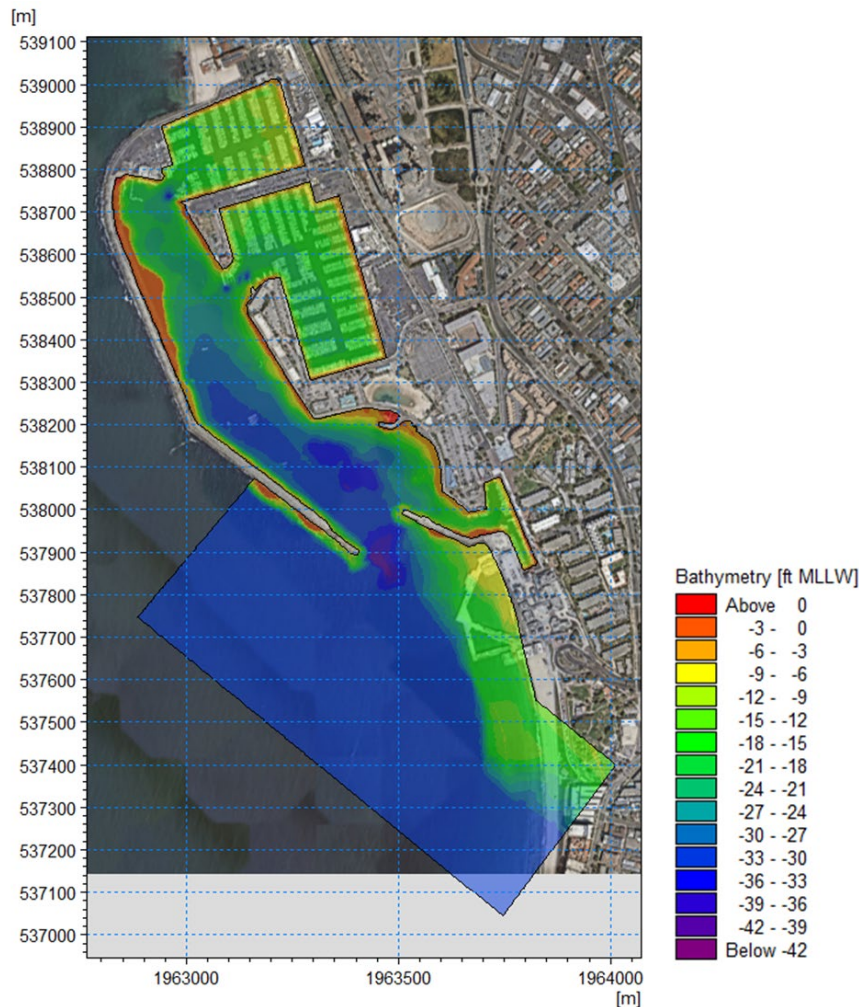 [m]
539100
539000
538900
538800
538700
538600
538500
538400
538300
538200
538100
538000
537900
537800
537700
537600
537500
537400
537300
537200
537100
537000
1963000 1963500 1964000
[m]
Bathymetry [ft MLLW]
Above 0
-3 - 0
-6 - -3
-9 - -6
-12 - -9
-15 - -12
-18 - -15
-21 - -18
-24 - -21
-27 - -24
-30 - -27
-33 - -30
-36 - -33
-39 - -36
-42 - -39
Below -42